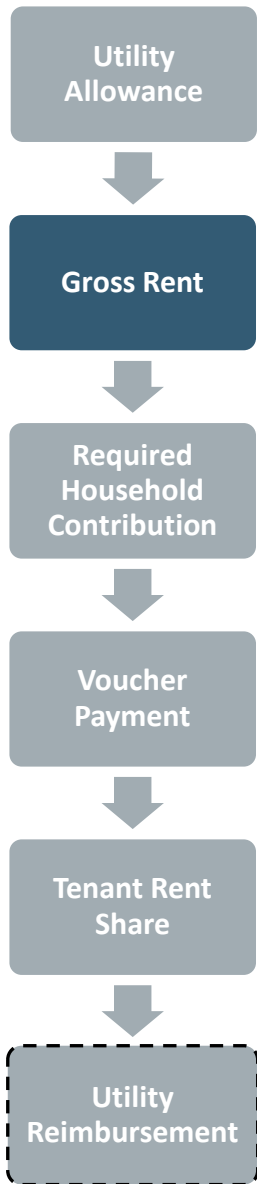 Utility
Allowance
Gross Rent
Required
Household
Contribution
Voucher
Payment
Tenant Rent
Share
Utility
Reimbursement